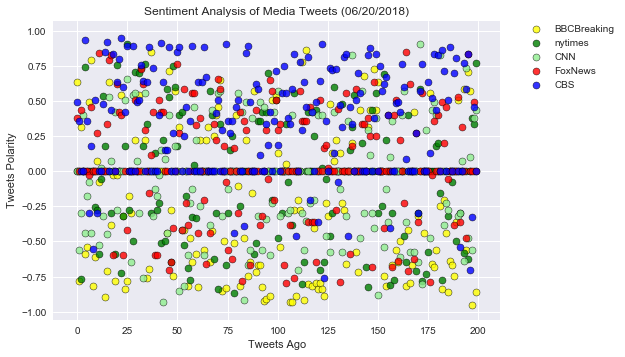 Sentiment Analysis of Media Tweets (06/20/2018)
BBCBreaking
nytimes
CNN
FoxNews
CBS
Tweets Polarity
1.00
0.75
0.50
0.25
0.00
−0.25
−0.50
−0.75
−1.00
0 25 50 75 100 125 150 175 200
Tweets Ago